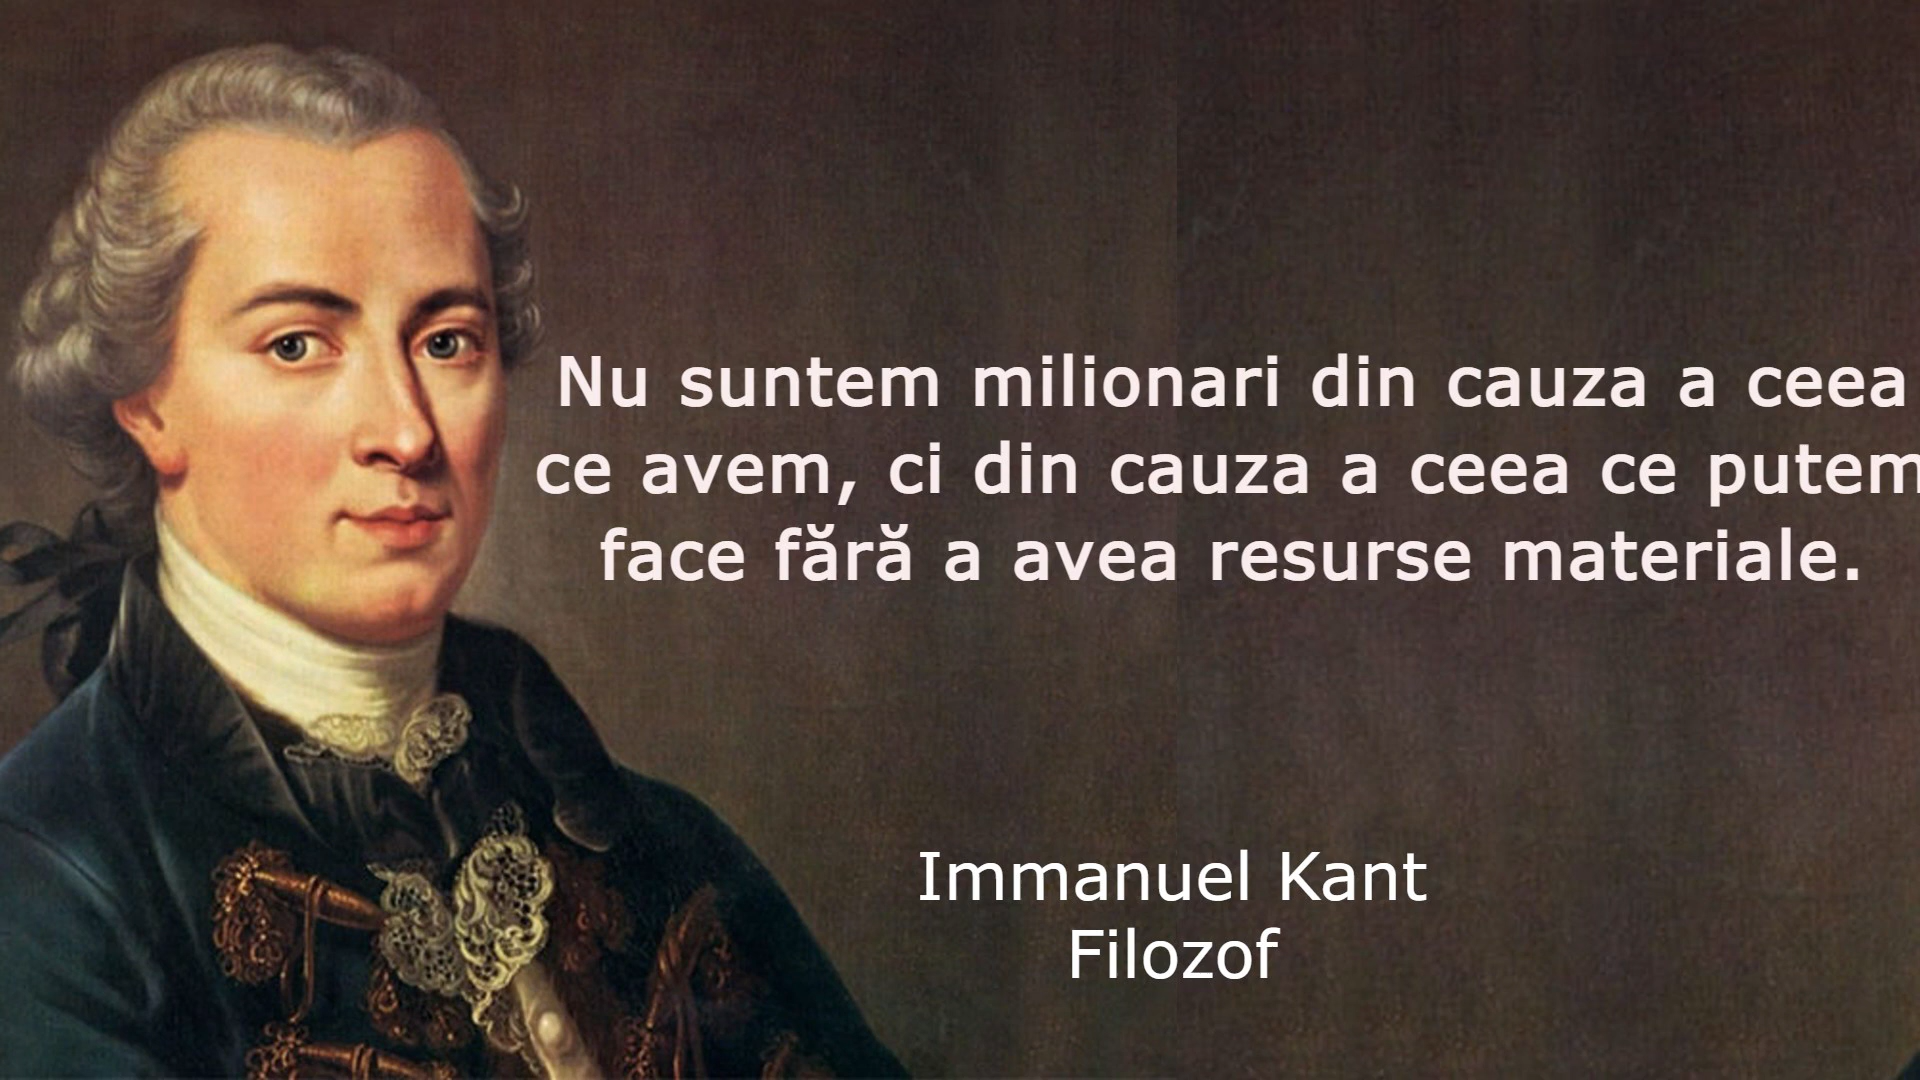 Nu suntem milionari din cauza a ceea
ce avem, ci din cauza a ceea ce putem
face fără a avea resurse materiale.
Immanuel Kant
Filozof